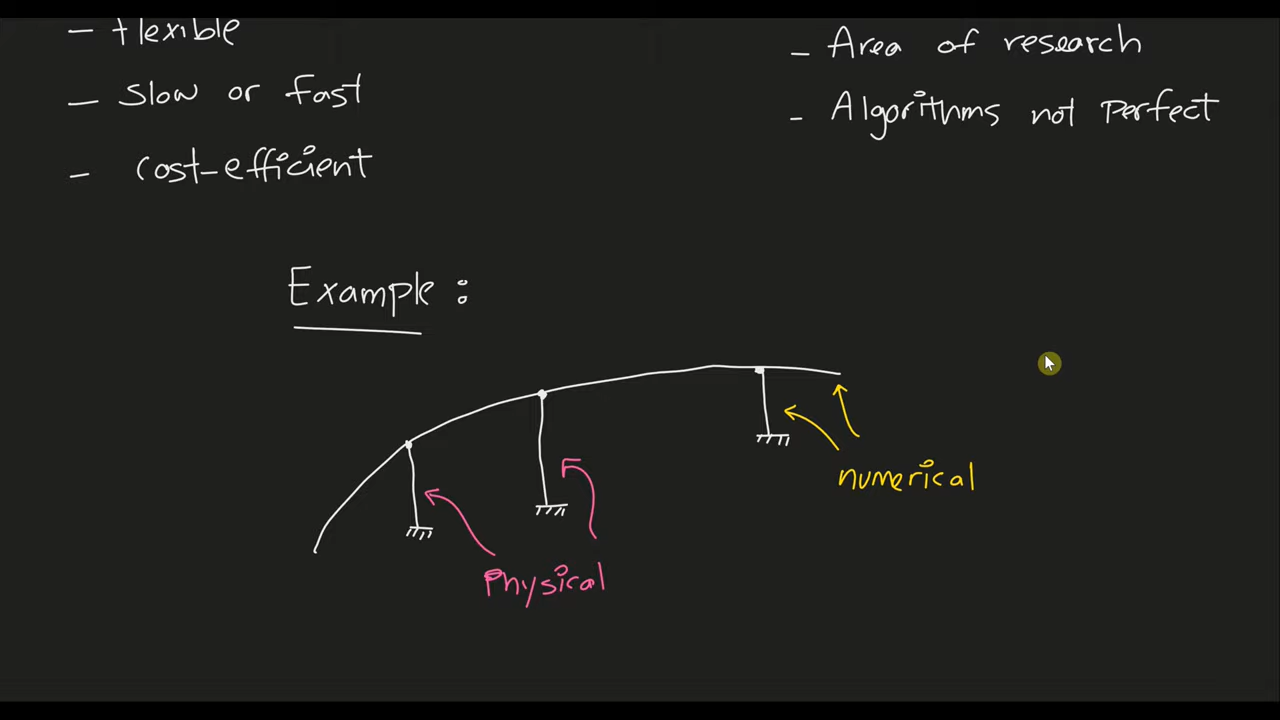 – flexible
– Slow or fast
– Cost-efficient
– Area of research
– Algorithms not perfect
Example :
numerical
Physical